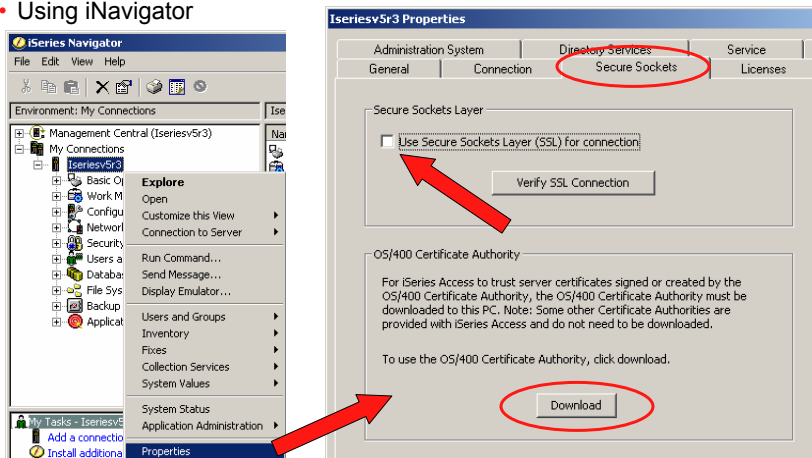 • Using iNavigator
iSeries Navigator
File Edit View Help
Environment: My Connections
Ise
Management Central (Iseriesv5r3)
Na
My Connections
Iseriesv5r3
Basic O
Work M
Configu
Networ
Security
Users a
Databa
File Sys
Backup
Applicat
Explore
Open
Customize this View
Connection to Server
Run Command...
Send Message...
Display Emulator...
Users and Groups
Inventory
Fixes
Collection Services
System Values
System Status
Application Administration
Properties
My Tasks - Iseriesv5
Add a connectio
Install additiona
Iseriesv5r3 Properties
Administration System Directory Services Service
General Connection Secure Sockets Licenses
Secure Sockets Layer
Use Secure Sockets Layer (SSL) for connection
Verify SSL Connection
OS/400 Certificate Authority
For iSeries Access to trust server certificates signed or created by the
OS/400 Certificate Authority, the OS/400 Certificate Authority must be
downloaded to this PC. Note: Some other Certificate Authorities are
provided with iSeries Access and do not need to be downloaded.
To use the OS/400 Certificate Authority, click download.
Download